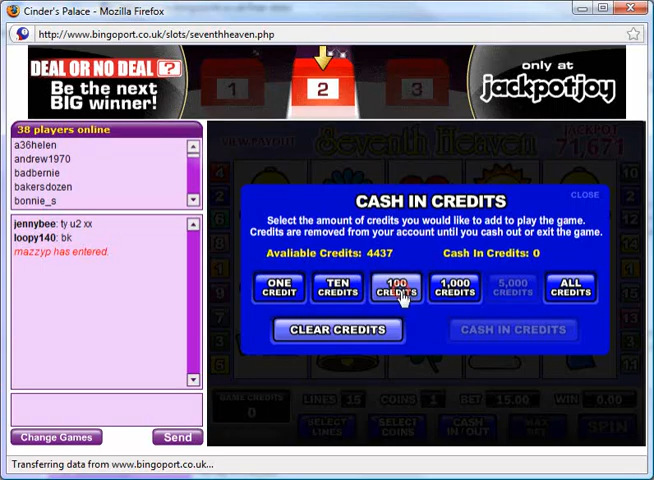 Cinder's Palace - Mozilla Firefox
http://www.bingoport.co.uk/slots/seventhheaven.php
DEAL OR NO DEAL ?
Be the next
BIG winner!
1
2
3
only at
jackpotjoy
38 players online
a36helen
andrew1970
badbernie
bakersdozen
bonnie_s
jennybee: ty u2 xx
loopy140: bk
mazzyp has entered.
Change Games
Send
VIEW PAYOUT
Seventh Heaven
JACKPOT
71,671
CASH IN CREDITS
CLOSE
Select the amount of credits you would like to add to play the game.
Credits are removed from your account until you cash out or exit the game.
Avaliable Credits: 4437
Cash In Credits: 0
ONE
CREDIT
TEN
CREDITS
100
CREDITS
1,000
CREDITS
5,000
CREDITS
ALL
CREDITS
CLEAR CREDITS
CASH IN CREDITS
GAME CREDITS
0
LINES 15
COINS 1
BET 15.00
WIN 0.00
SELECT
LINES
SELECT
COINS
CASH
IN/OUT
MAX
BET
SPIN
Transferring data from www.bingoport.co.uk...